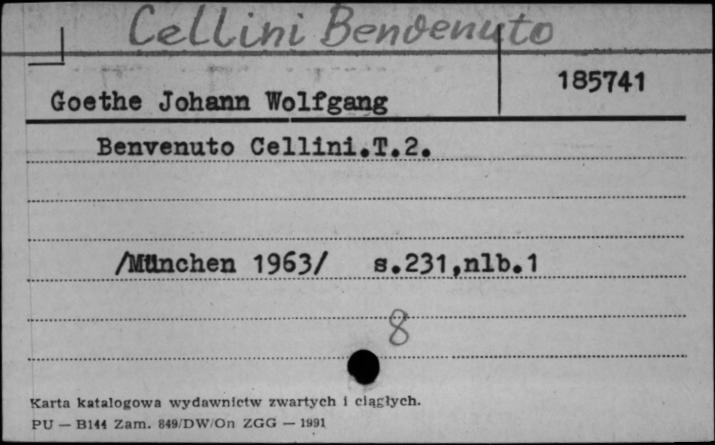 Cellini Benvenuto
185741
Goethe Johann Wolfgang
Benvenuto Cellini.T.2.
/München 1963/ s.231,nlb.1
8
Karta katalogowa wydawnictw zwartych i ciągłych.
PU — B144 Zam. 849/DW/On ZGG — 1991